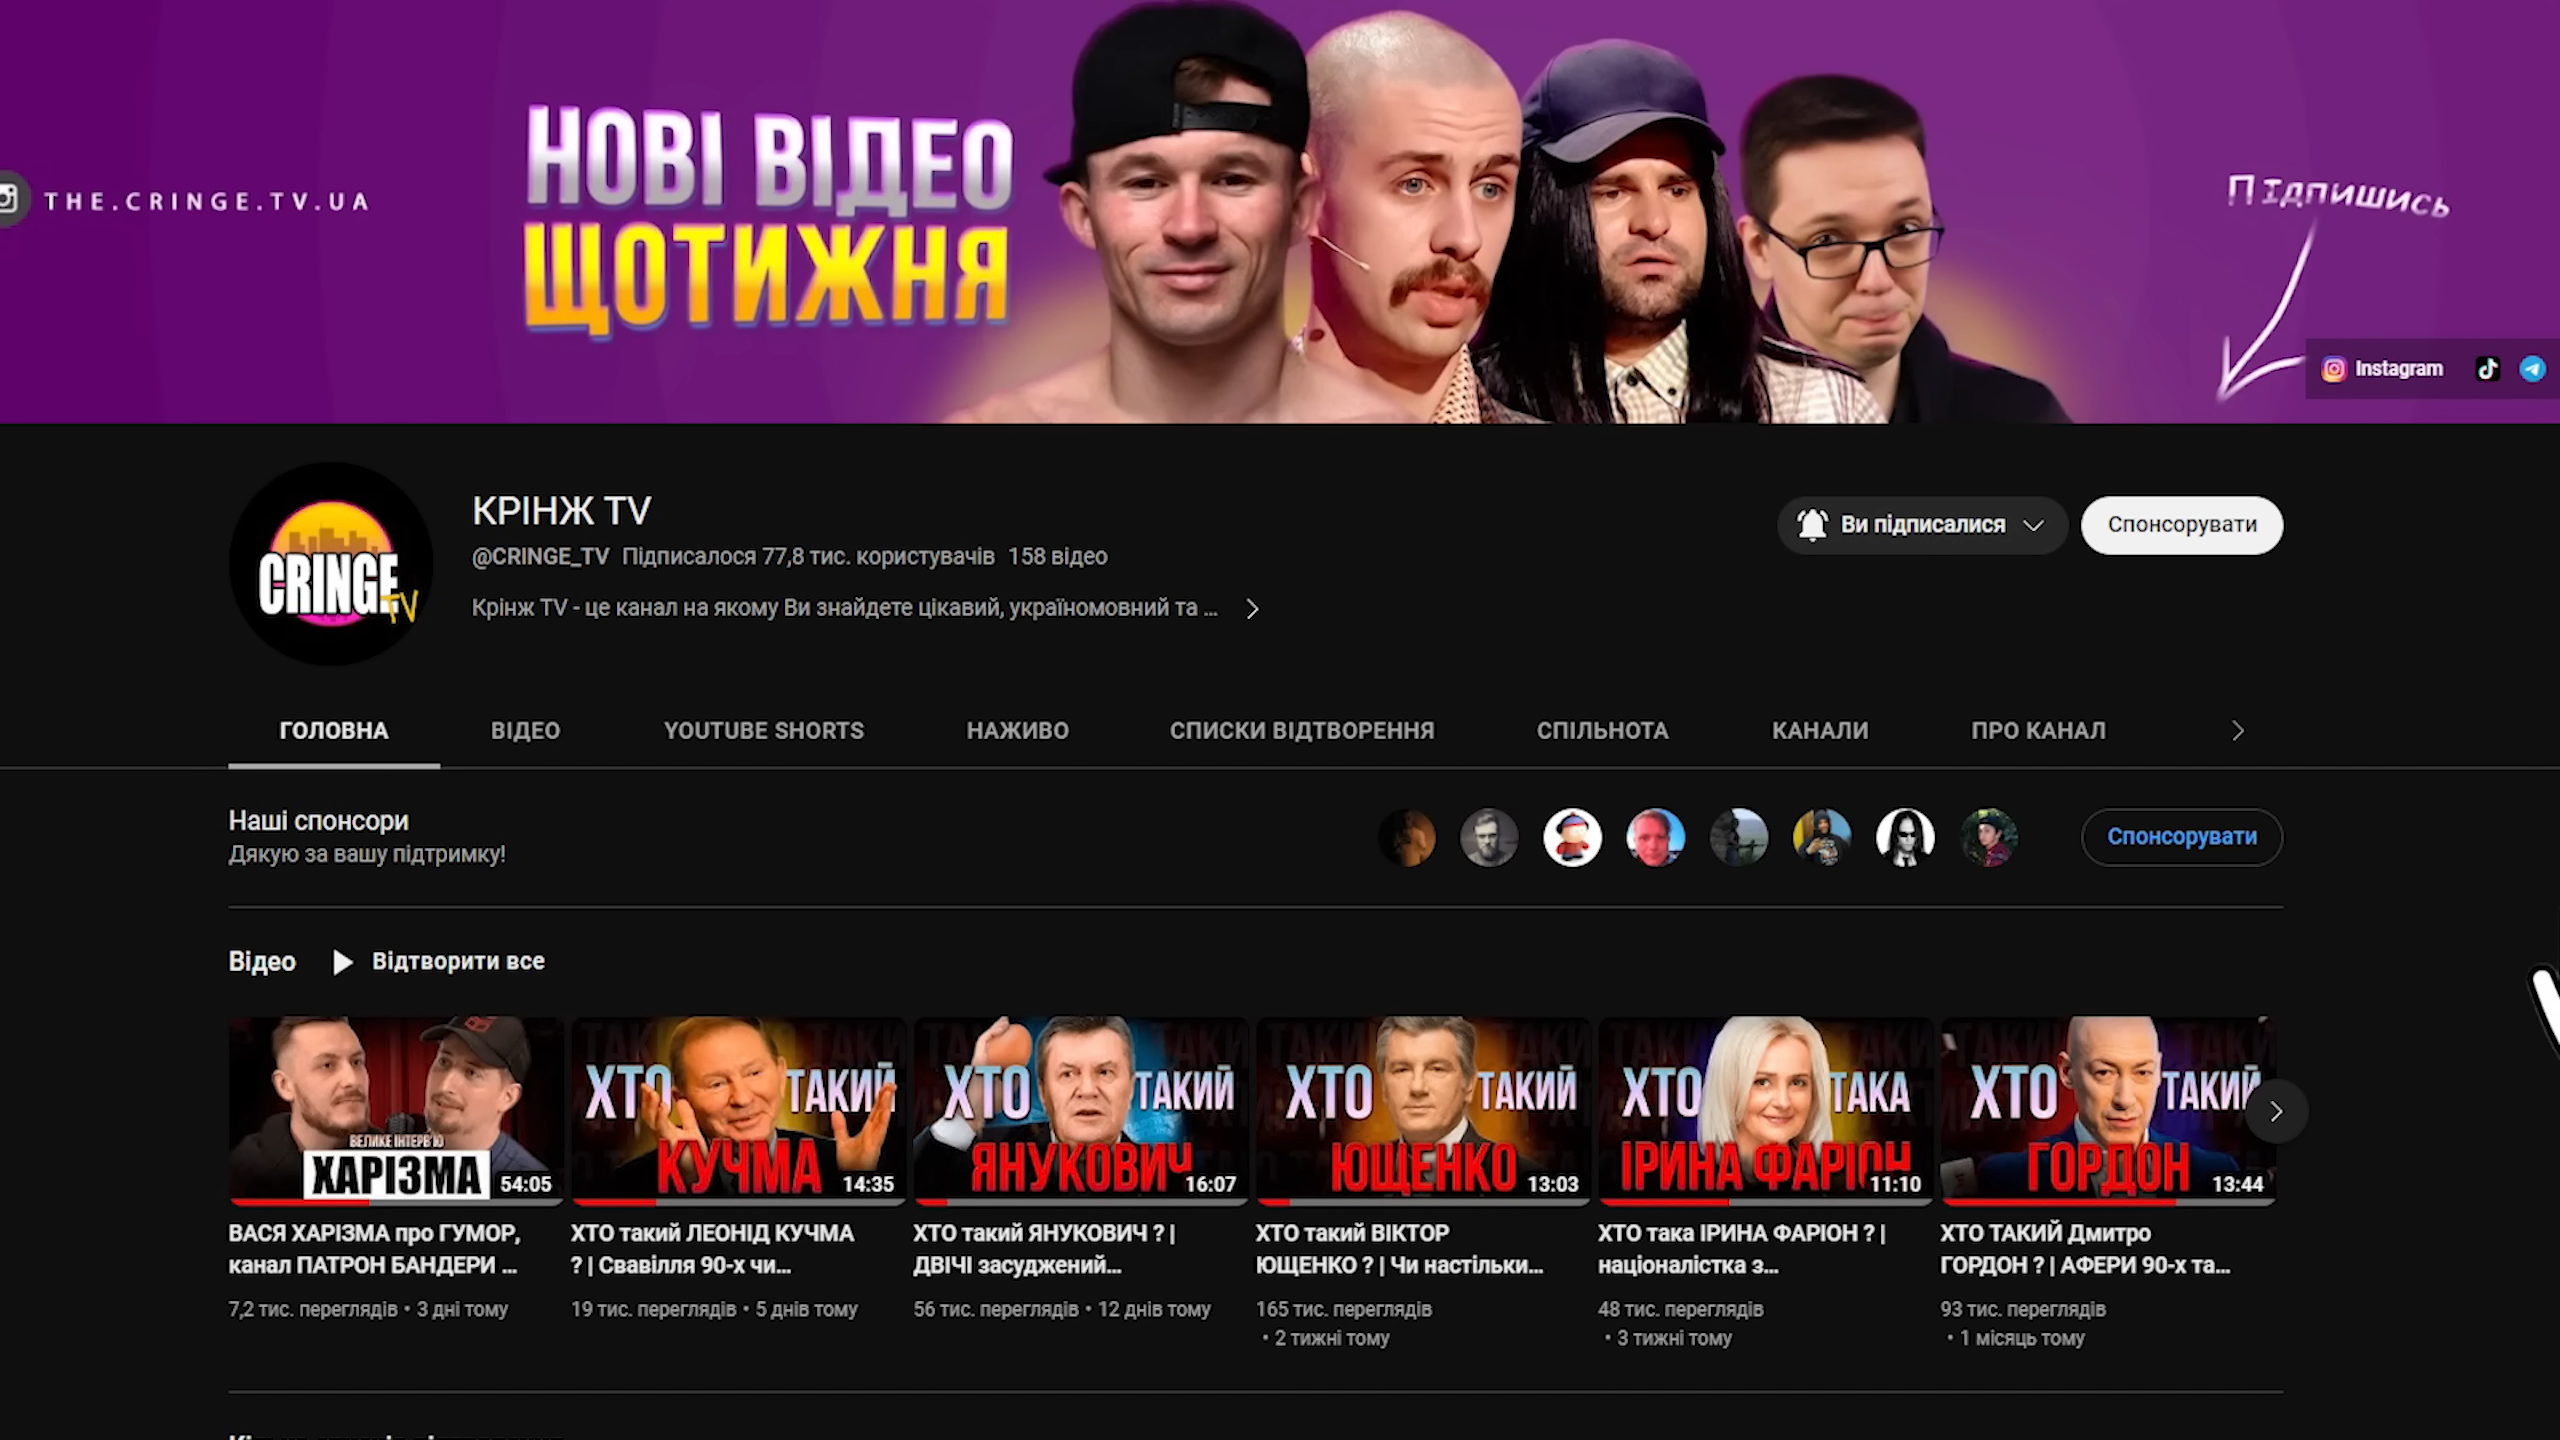 THE.CRINGE.TV.UA
НОВІ ВІДЕО
ЩОТИЖНЯ
Підпишись
Instagram
CRINGE
TV
КРІНЖ TV
@CRINGE_TV Підписалося 77,8 тис. користувачів 158 відео
Крінж TV - це канал на якому Ви знайдете цікавий, україномовний та ...
Ви підписалися
Спонсорувати
ГОЛОВНА ВІДЕО YOUTUBE SHORTS НАЖИВО СПИСКИ ВІДТВОРЕННЯ СПІЛЬНОТА КАНАЛИ ПРО КАНАЛ
Наші спонсори
Дякую за вашу підтримку!
Спонсорувати
Відео Відтворити все
ВЕЛИКЕ ІНТЕРВ'Ю
ХАРІЗМА
54:05
ХТО ТАКИЙ
КУЧМА
14:35
ХТО ТАКИЙ
ЯНУКОВИЧ
16:07
ХТО ТАКИЙ
ЮЩЕНКО
13:03
ХТО ТАКА
ІРИНА ФАРІОН
11:10
ХТО ТАКИЙ
ГОРДОН
13:44
ВАСЯ ХАРІЗМА про ГУМОР,
канал ПАТРОН БАНДЕРИ ...
7,2 тис. переглядів • 3 дні тому
ХТО такий ЛЕОНІД КУЧМА
? | Свавілля 90-х чи...
19 тис. переглядів • 5 днів тому
ХТО такий ЯНУКОВИЧ ? |
ДВІЧІ засуджений...
56 тис. переглядів • 12 днів тому
ХТО такий ВІКТОР
ЮЩЕНКО ? | Чи настільки...
165 тис. переглядів
• 2 тижні тому
ХТО така ІРИНА ФАРІОН ? |
націоналістка з...
48 тис. переглядів
• 3 тижні тому
ХТО ТАКИЙ Дмитро
ГОРДОН ? | АФЕРИ 90-х та...
93 тис. переглядів
• 1 місяць тому